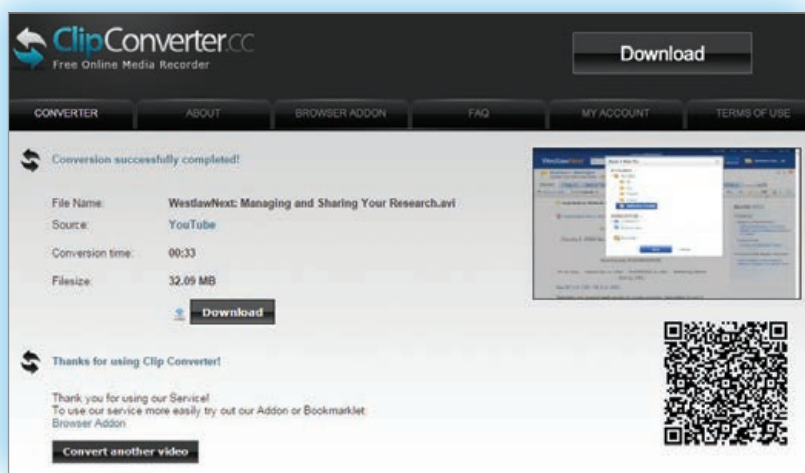 ClipConverter.cc
Free Online Media Recorder
Download
CONVERTER ABOUT BROWSER ADDON FAQ MY ACCOUNT TERMS OF USE
Conversion successfully completed!
File Name: WestlawNext: Managing and Sharing Your Research.avi
Source: YouTube
Conversion time: 00:33
Filesize: 32.09 MB
Download
Thanks for using Clip Converter!
Thank you for using our Service!
To use our service more easily try out our Addon or Bookmarklet
Browser Addon
Convert another video
WestlawNext